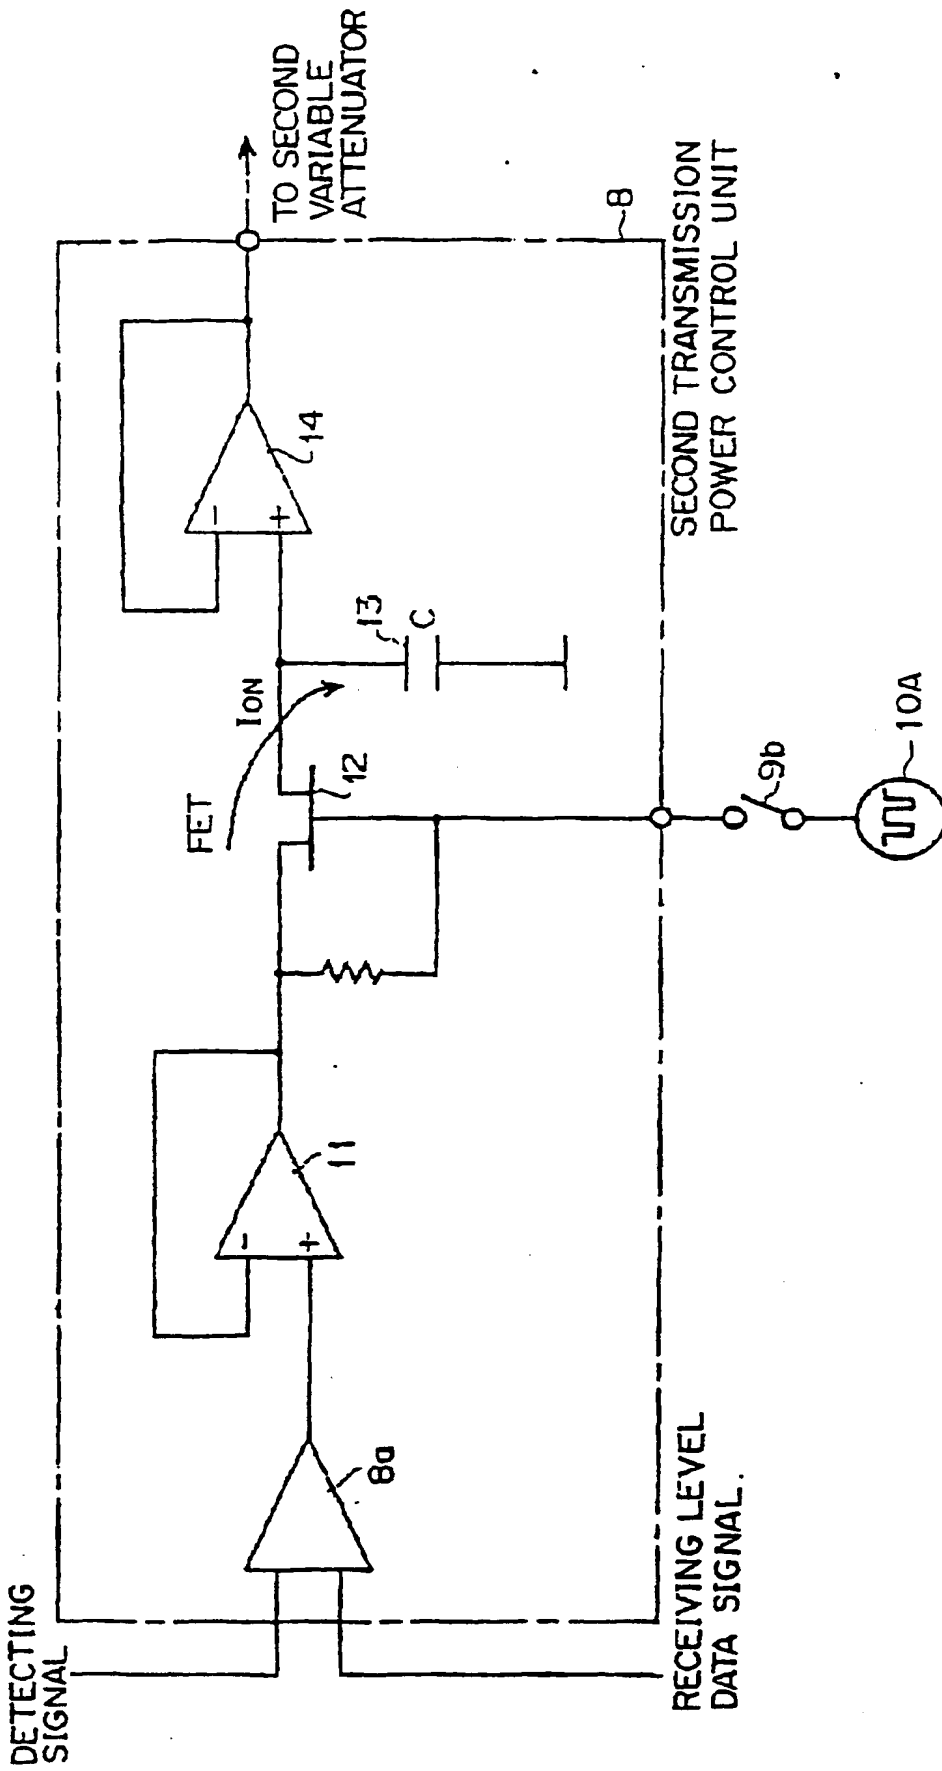 DETECTING
SIGNAL
RECEIVING LEVEL
DATA SIGNAL.
8a
-
+
11
FET
ION
12
13
C
-
+
14
TO SECOND
VARIABLE
ATTENUATOR
8
SECOND TRANSMISSION
POWER CONTROL UNIT
9b
10A